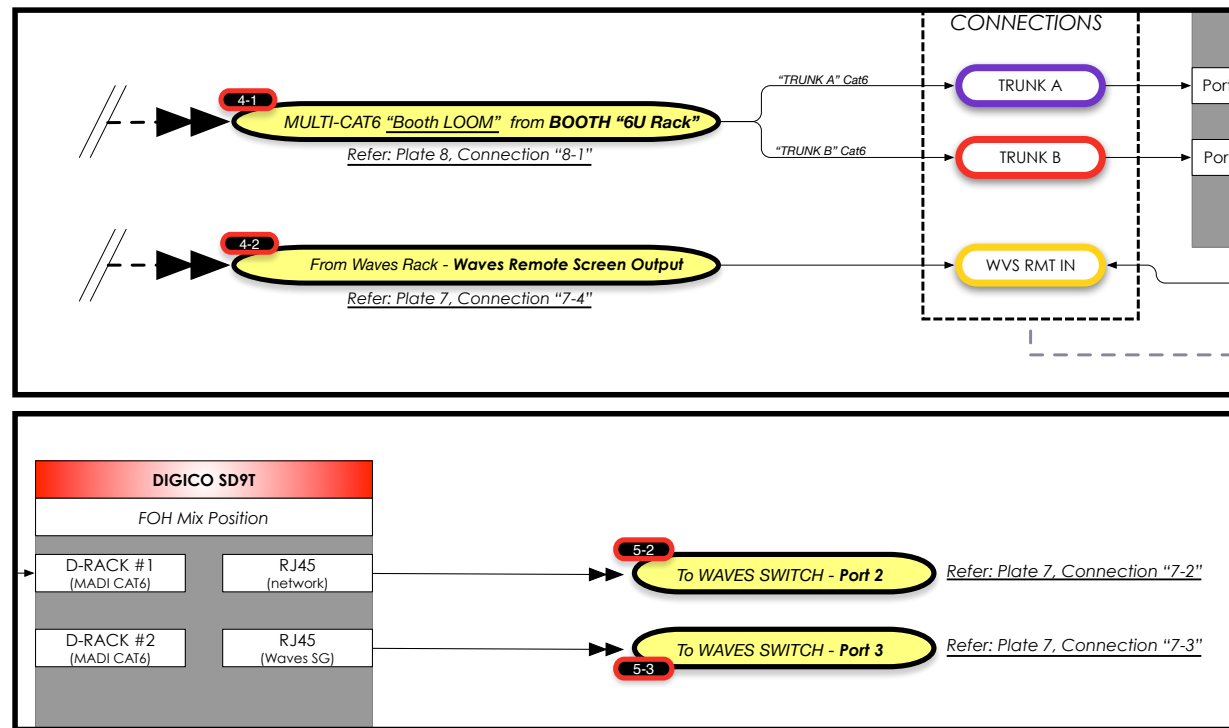 CONNECTIONS
4-1
MULTI-CAT6 “Booth LOOM” from BOOTH “6U Rack”
Refer: Plate 8, Connection “8-1”
“TRUNK A” Cat6
TRUNK A
Port
“TRUNK B” Cat6
TRUNK B
Por
4-2
From Waves Rack - Waves Remote Screen Output
Refer: Plate 7, Connection “7-4”
WVS RMT IN
DIGICO SD9T
FOH Mix Position
D-RACK #1
(MADI CAT6)
RJ45
(network)
5-2
To WAVES SWITCH - Port 2
Refer: Plate 7, Connection “7-2”
D-RACK #2
(MADI CAT6)
RJ45
(Waves SG)
To WAVES SWITCH - Port 3
5-3
Refer: Plate 7, Connection “7-3”